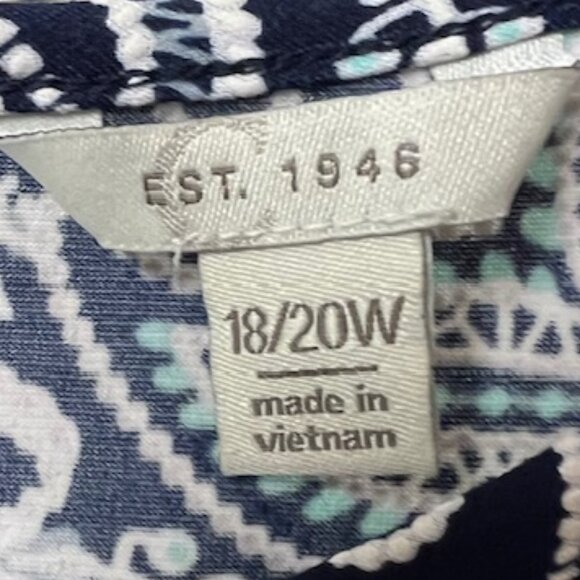 EST. 1946
18/20W
made in
vietnam